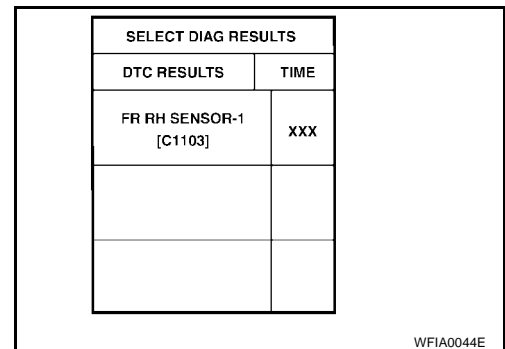 SELECT DIAG RESULTS
DTC RESULTS TIME
FR RH SENSOR-1
[C1103]
XXX
WFIA0044E